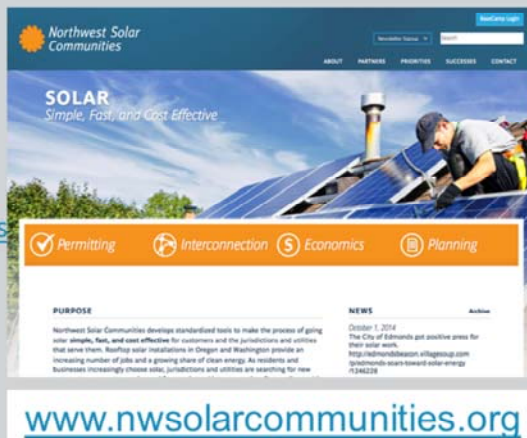 BaseCamp Login
Northwest Solar
Communities
Newsletter Signup
Search
ABOUT PARTNERS PRIORITIES SUCCESSES CONTACT
SOLAR
Simple, Fast, and Cost Effective
Permitting Interconnection $ Economics Planning
PURPOSE
Northwest Solar Communities develops standardized tools to make the process of going
solar simple, fast, and cost effective for customers and the jurisdictions and utilities
that serve them. Rooftop solar installations in Oregon and Washington provide an
increasing number of jobs and a growing share of clean energy. As residents and
businesses increasingly choose solar, jurisdictions and utilities are searching for new
NEWS Archive
October 1, 2014
The City of Edmonds got positive press for
their solar work.
http://edmondsbeacon.villagesoup.com
/p/edmonds-soars-toward-solar-energy
/1246228
www.nwsolarcommunities.org